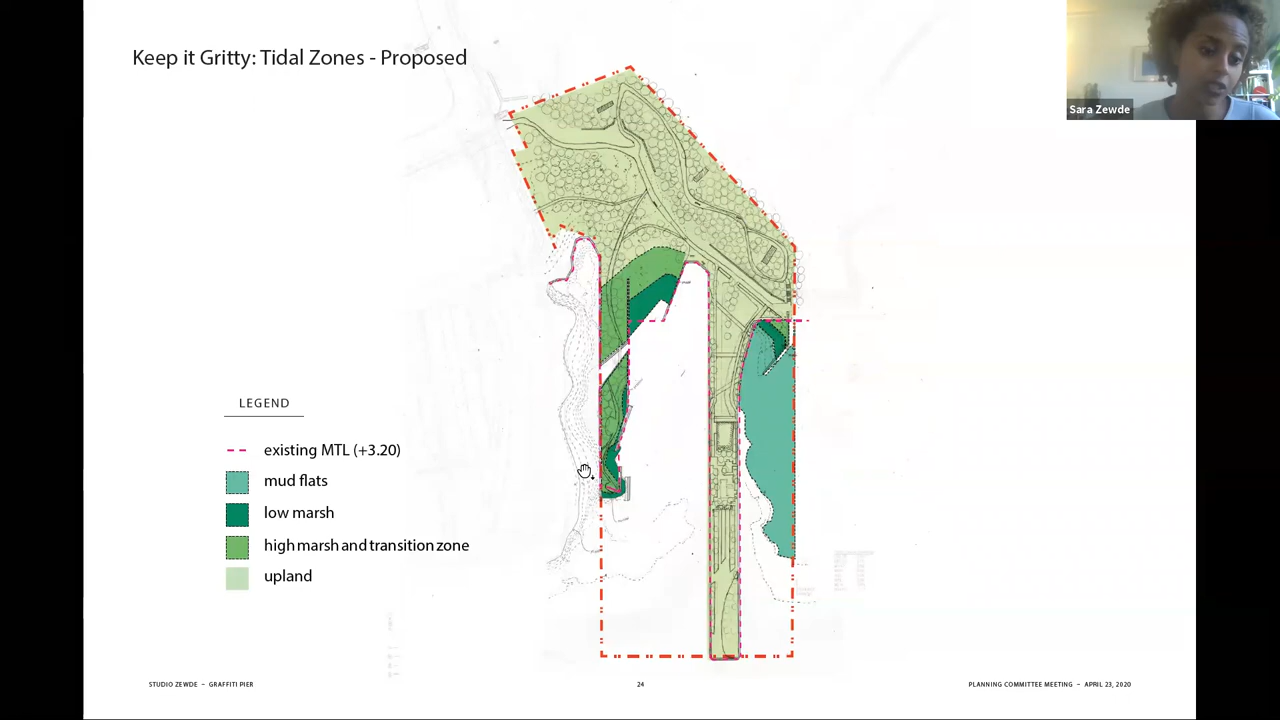 Keep it Gritty: Tidal Zones - Proposed
Sara Zewde
LEGEND
existing MTL (+3.20)
mud flats
low marsh
high marsh and transition zone
upland
STUDIO ZEWDE – GRAFFITI PIER
24
PLANNING COMMITTEE MEETING – APRIL 23, 2020